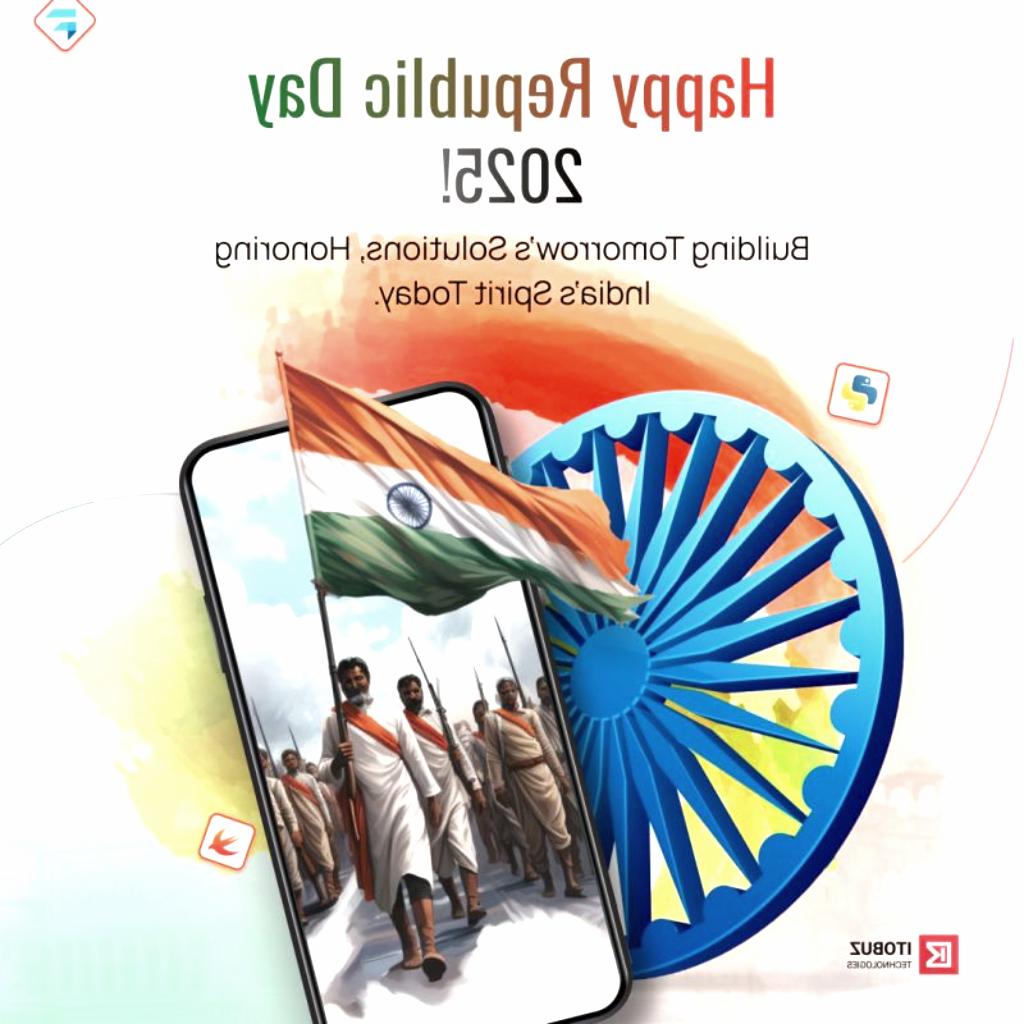 Happy Republic Day
2025!
Building Tomorrow's Solutions, Honoring
India's Spirit Today.
ITOBUZ
TECHNOLOGIES